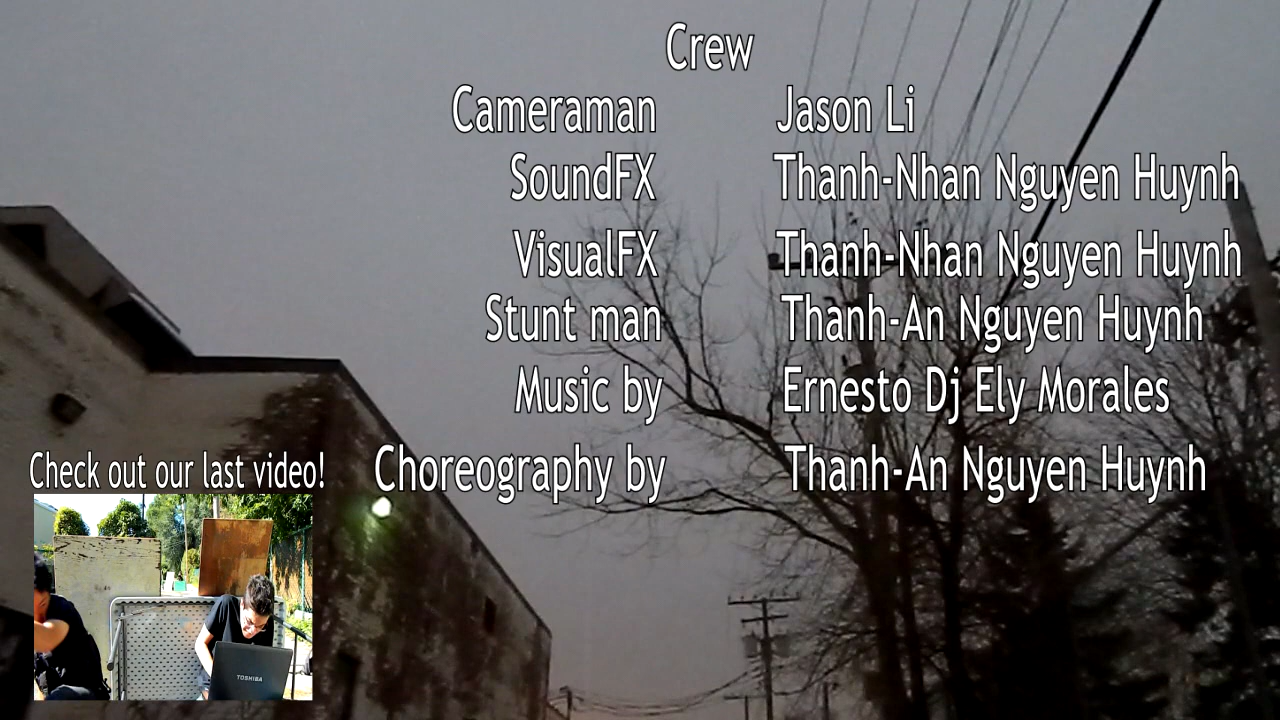 Crew
Cameraman Jason Li
SoundFX Thanh-Nhan Nguyen Huynh
VisualFX Thanh-Nhan Nguyen Huynh
Stunt man Thanh-An Nguyen Huynh
Music by Ernesto Dj Ely Morales
Choreography by Thanh-An Nguyen Huynh
Check out our last video!
TOSHIBA